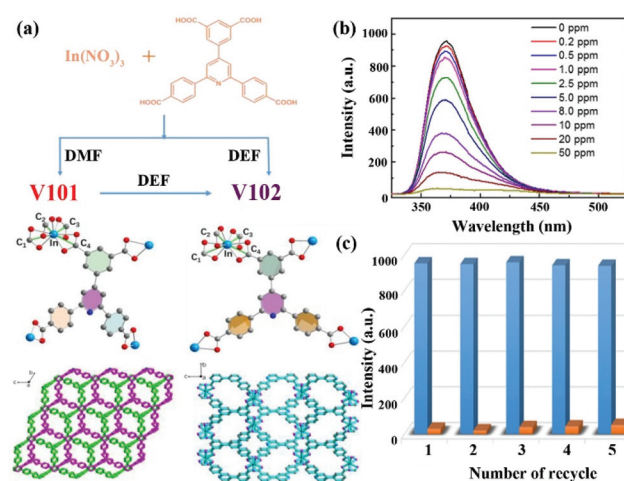 (a)
In(NO₃)₃ +
HOOC
COOH
N
HOOC
COOH
DMF
DEF
V101
DEF
V102
C₂
C₃
C₁
In
C₄
C₂
C₃
C₁
In
C₄
(b)
1000
800
600
400
200
0
Intensity (a.u.)
0 ppm
0.2 ppm
0.5 ppm
1.0 ppm
2.5 ppm
5.0 ppm
8.0 ppm
10 ppm
20 ppm
50 ppm
350 400 450 500
Wavelength (nm)
(c)
1000
800
600
400
200
0
Intensity (a.u.)
1 2 3 4 5
Number of recycle